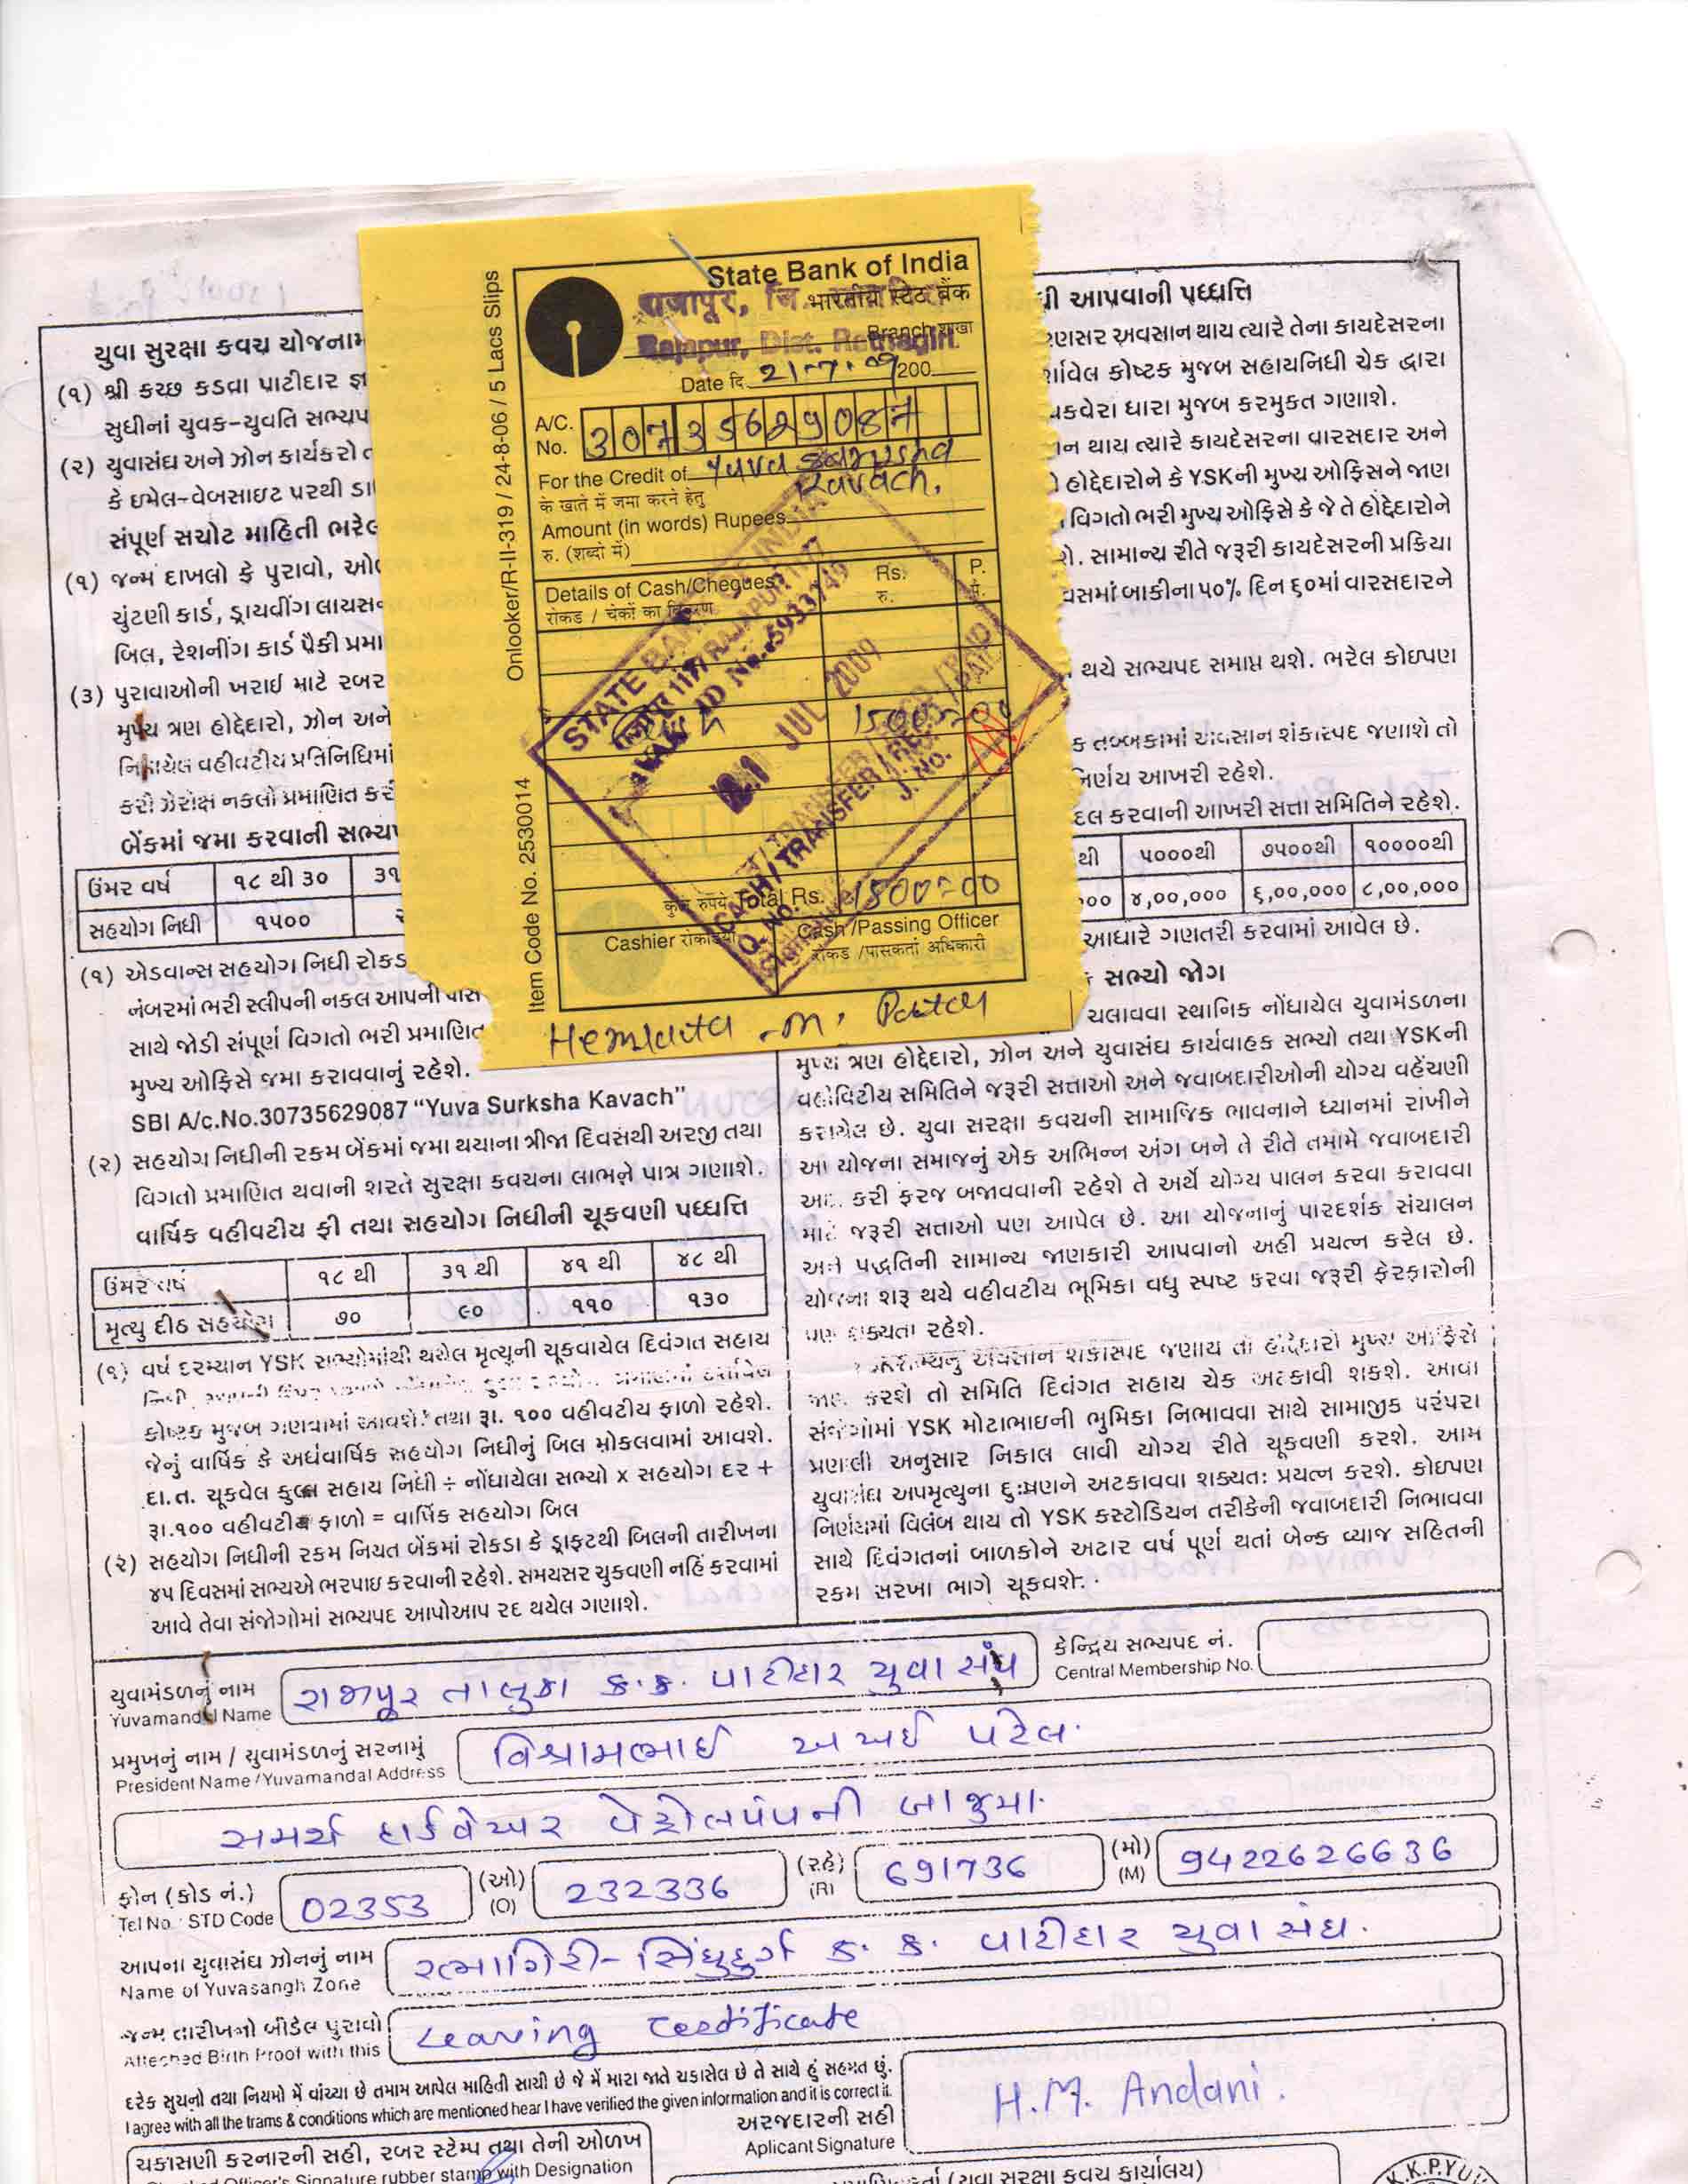 State Bank of India
भारतीय स्टेट बैंक
राजापूर, जि.
Branch शाखा
Rajapur, Dist. Ratnagiri.
Date दि. 21-7-09 200
A/C. No. 30735629087
For the Credit of Yuva
के खाते में जमा करने हेतु Kavach.
Amount (in words) Rupees
रु. (शब्दो में)
Details of Cash/Cheques Rs. P.
रोकड / चेकों का विवरण रु. पै.
STATE BANK OF INDIA
21 JUL 2009
1500=00
CASH / TRANSFER
कुल रुपये Total Rs. 1500=00
Cashier रोकड़िया
Cash /Passing Officer
रोकड /पासकर्ता अधिकारी
Onlooker/R-II-319 / 24-8-06 / 5 Lacs Slips
Item Code No. 2530014
Hemlata M. Patel
યુવા સુરક્ષા કવચ યોજનામ
(૧) શ્રી કચ્છ કડવા પાટીદાર જ્ઞ
સુધીનાં યુવક-યુવતિ સભ્યપ
(૨) યુવાસંઘ અને ઝોન કાર્યકરો ત
કે ઇમેલ-વેબસાઇટ પરથી ડા
સંપૂર્ણ સચોટ માહિતી ભરેલ
(૧) જન્મ દાખલો કે પુરાવો, ઓળ
ચુંટણી કાર્ડ, ડ્રાયવીંગ લાયસન
બિલ, રેશનીંગ કાર્ડ પૈકી પ્રમા
(૩) પુરાવાઓની ખરાઈ માટે રબર
મુખ્ય ત્રણ હોદ્દેદારો, ઝોન અને
નિમાયેલ વહીવટીય પ્રતિનિધિમાં
કરી ઝેરોક્ષ નકલો પ્રમાણિત કરી
બેંકમાં જમા કરવાની સભ્ય
ઉંમર વર્ષ ૧૮ થી ૩૦ ૩૧
સહયોગ નિધી ૧૫૦૦
(૧) એડવાન્સ સહયોગ નિધી રોકડ
નંબરમાં ભરી સ્લીપની નકલ આપની પાસ
સાથે જોડી સંપૂર્ણ વિગતો ભરી પ્રમાણિત
મુખ્ય ઓફિસે જમા કરાવવાનું રહેશે.
SBI A/c.No.30735629087 "Yuva Surksha Kavach"
(૨) સહયોગ નિધીની રકમ બેંકમાં જમા થયાના ત્રીજા દિવસથી અરજી તથા
વિગતો પ્રમાણિત થવાની શરતે સુરક્ષા કવચના લાભને પાત્ર ગણાશે.
વાર્ષિક વહીવટીય ફી તથા સહયોગ નિધીની ચૂકવણી પધ્ધત્તિ
ઉંમર વર્ષ ૧૮ થી ૩૧ થી ૪૧ થી ૪૮ થી
મૃત્યુ દીઠ સહયોગ ૭૦ ૯૦ ૧૧૦ ૧૩૦
(૧) વર્ષ દરમ્યાન YSK સભ્યોમાંથી થયેલ મૃત્યુની ચૂકવાયેલ દિવંગત સહાય
કોષ્ટક મુજબ ગણવામાં આવશે. તથા રૂા. ૧૦૦ વહીવટીય ફાળો રહેશે.
જેનું વાર્ષિક કે અર્ધવાર્ષિક સહયોગ નિધીનું બિલ મોકલવામાં આવશે.
દા.ત. ચૂકવેલ કુલ સહાય નિધી ÷ નોંધાયેલા સભ્યો x સહયોગ દર +
રૂા.૧૦૦ વહીવટીય ફાળો = વાર્ષિક સહયોગ બિલ
(૨) સહયોગ નિધીની રકમ નિયત બેંકમાં રોકડા કે ડ્રાફટથી બિલની તારીખના
૪૫ દિવસમાં સભ્યએ ભરપાઇ કરવાની રહેશે. સમયસર ચુકવણી નહિં કરવામાં
આવે તેવા સંજોગોમાં સભ્યપદ આપોઆપ રદ થયેલ ગણાશે.
ધી આપવાની પધ્ધત્તિ
રણસર અવસાન થાય ત્યારે તેના કાયદેસરના
ર્શાવેલ કોષ્ટક મુજબ સહાયનિધી ચેક દ્વારા
કવેરા ધારા મુજબ કરમુકત ગણાશે.
ન થાય ત્યારે કાયદેસરના વારસદાર અને
હોદ્દેદારોને કે YSKની મુખ્ય ઓફિસને જાણ
વિગતો ભરી મુખ્ય ઓફિસે કે જે તે હોદ્દેદારોને
શે. સામાન્ય રીતે જરૂરી કાયદેસરની પ્રકિયા
વસમાં બાકીના ૫૦% દિન ૬૦માં વારસદારને
થયે સભ્યપદ સમાપ્ત થશે. ભરેલ કોઇપણ
ક તબ્બકામાં અવસાન શંકાસ્પદ જણાશે તો
નિર્ણય આખરી રહેશે.
દલ કરવાની આખરી સત્તા સમિતિને રહેશે.
થી ૫૦૦૦થી ૭૫૦૦થી ૧૦૦૦૦થી
૦૦૦ ૪,૦૦,૦૦૦ ૬,૦૦,૦૦૦ ૮,૦૦,૦૦૦
આધારે ગણતરી કરવામાં આવેલ છે.
સભ્યો જોગ
ચલાવવા સ્થાનિક નોંધાયેલ યુવામંડળના
મુખ્ય ત્રણ હોદ્દેદારો, ઝોન અને યુવાસંઘ કાર્યવાહક સભ્યો તથા YSKની
વહીવટીય સમિતિને જરૂરી સત્તાઓ અને જવાબદારીઓની યોગ્ય વહેંચણી
કરાયેલ છે. યુવા સરક્ષા કવચની સામાજિક ભાવનાને ધ્યાનમાં રાંખીને
આ યોજના સમાજનું એક અભિન્ન અંગ બને તે રીતે તમામે જવાબદારી
અદા કરી ફરજ બજાવવાની રહેશે તે અર્થે યોગ્ય પાલન કરવા કરાવવા
માટે જરૂરી સત્તાઓ પણ આપેલ છે. આ યોજનાનું પારદર્શક સંચાલન
અને પદ્ધતિની સામાન્ય જાણકારી આપવાનો અહી પ્રયત્ન કરેલ છે.
યોજના શરૂ થયે વહીવટીય ભૂમિકા વધુ સ્પષ્ટ કરવા જરૂરી ફેરફારોની
પણ શક્યતા રહેશે.
અવસાન શંકાસ્પદ જણાય તો હોદ્દેદારો મુખ્ય ઓફિસે
જાણ કરશે તો સમિતિ દિવંગત સહાય ચેક અટકાવી શકશે. આવા
સંજોગોમાં YSK મોટાભાઇની ભુમિકા નિભાવવા સાથે સામાજીક પરંપરા
પ્રણાલી અનુસાર નિકાલ લાવી યોગ્ય રીતે ચૂકવણી કરશે. આમ
યુવાસંઘ અપમૃત્યુના દુઃષણને અટકાવવા શક્યતઃ પ્રયત્ન કરશે. કોઇપણ
નિર્ણયમાં વિલંબ થાય તો YSK કસ્ટોડિયન તરીકેની જવાબદારી નિભાવવા
સાથે દિવંગતનાં બાળકોને અઢાર વર્ષ પૂર્ણ થતાં બેન્ક વ્યાજ સહિતની
રકમ સરખા ભાગે ચૂકવશે.
યુવામંડળનું નામ રાજાપૂર તાલુકા ક.ક. પાટીદાર યુવા સંઘ
Yuvamandal Name
કેન્દ્રિય સભ્યપદ નં.
Central Membership No.
પ્રમુખનું નામ / યુવામંડળનું સરનામું વિશ્રામભાઈ અખઈ પટેલ.
President Name /Yuvamandal Address
સમર્થ હાર્ડવેઅર પેટ્રોલપંપની બાજુમા.
ફોન (કોડ નં.) 02353 (ઓ) 232336 (રહે) 691736 (મો) 9422626636
Tel No. STD Code (O) (R) (M)
આપના યુવાસંઘ ઝોનનું નામ રત્નાગિરી- સિંધુદુર્ગ ક. ક. પાટીદાર યુવા સંઘ.
Name of Yuvasangh Zone
જન્મ તારીખનો બીડેલ પુરાવો Leaving Certificate
Atteched Birth Proof with this
દરેક સુચનો તથા નિયમો મેં વાંચ્યા છે તમામ આપેલ માહિતી સાચી છે જે મેં મારા જાતે ચકાસેલ છે તે સાથે હું સહમત છું.
I agree with all the trams & conditions which are mentioned hear I have verified the given information and it is correct it.
અરજદારની સહી H.M. Andani.
Aplicant Signature
ચકાસણી કરનારની સહી, રબર સ્ટેમ્પ તથા તેની ઓળખ
Officer's Signature rubber stamp with Designation
(યુવા સુરક્ષા કવચ કાર્યાલય)
K.K.P.YUV